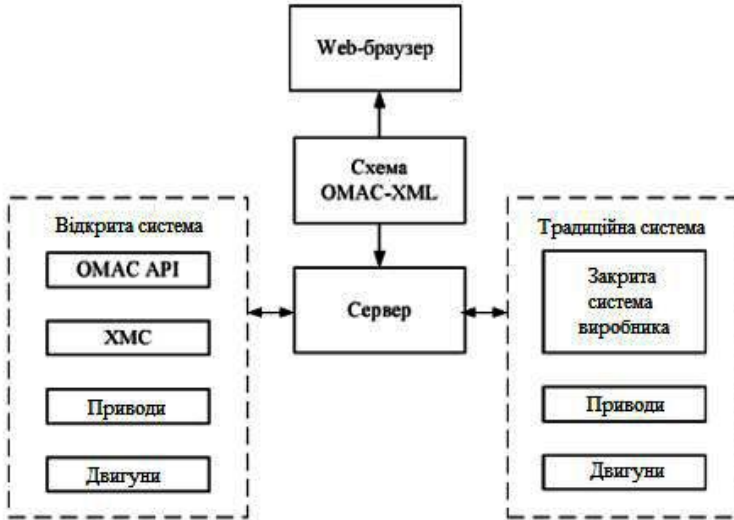 Web-браузер
Схема
OMAC-XML
Відкрита система
OMAC API
XMC
Приводи
Двигуни
Сервер
Традиційна система
Закрита
система
виробника
Приводи
Двигуни